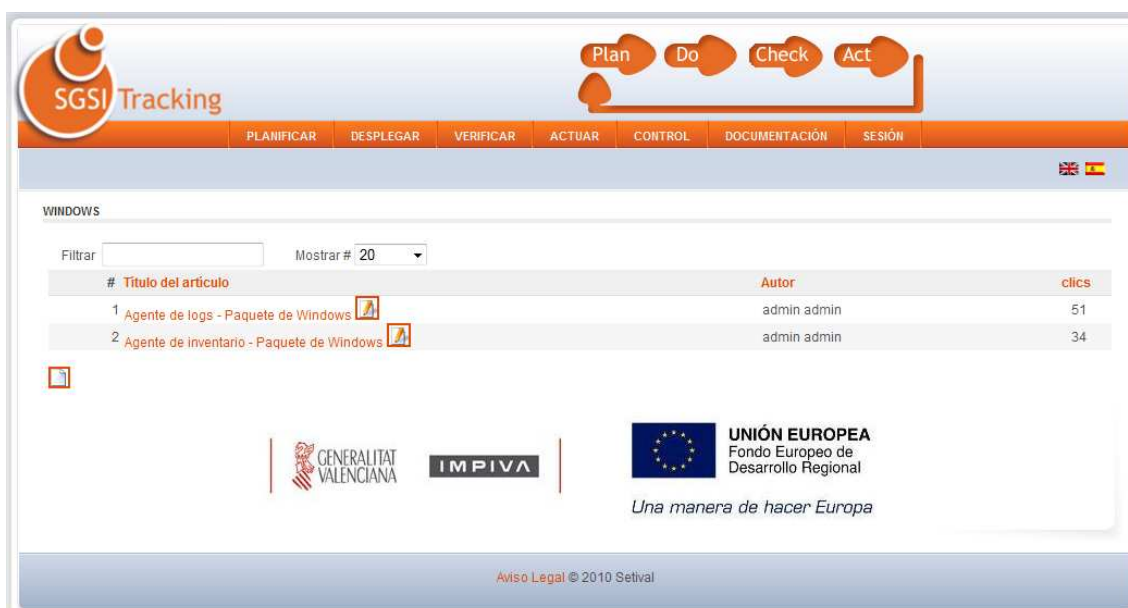 Plan Do Check Act
SGSI Tracking
PLANIFICAR DESPLEGAR VERIFICAR ACTUAR CONTROL DOCUMENTACIÓN SESIÓN
WINDOWS
Filtrar Mostrar # 20
# Título del artículo Autor clics
1 Agente de logs - Paquete de Windows admin admin 51
2 Agente de inventario - Paquete de Windows admin admin 34
GENERALITAT
VALENCIANA
IMPIVA
UNIÓN EUROPEA
Fondo Europeo de
Desarrollo Regional
Una manera de hacer Europa
Aviso Legal © 2010 Setival